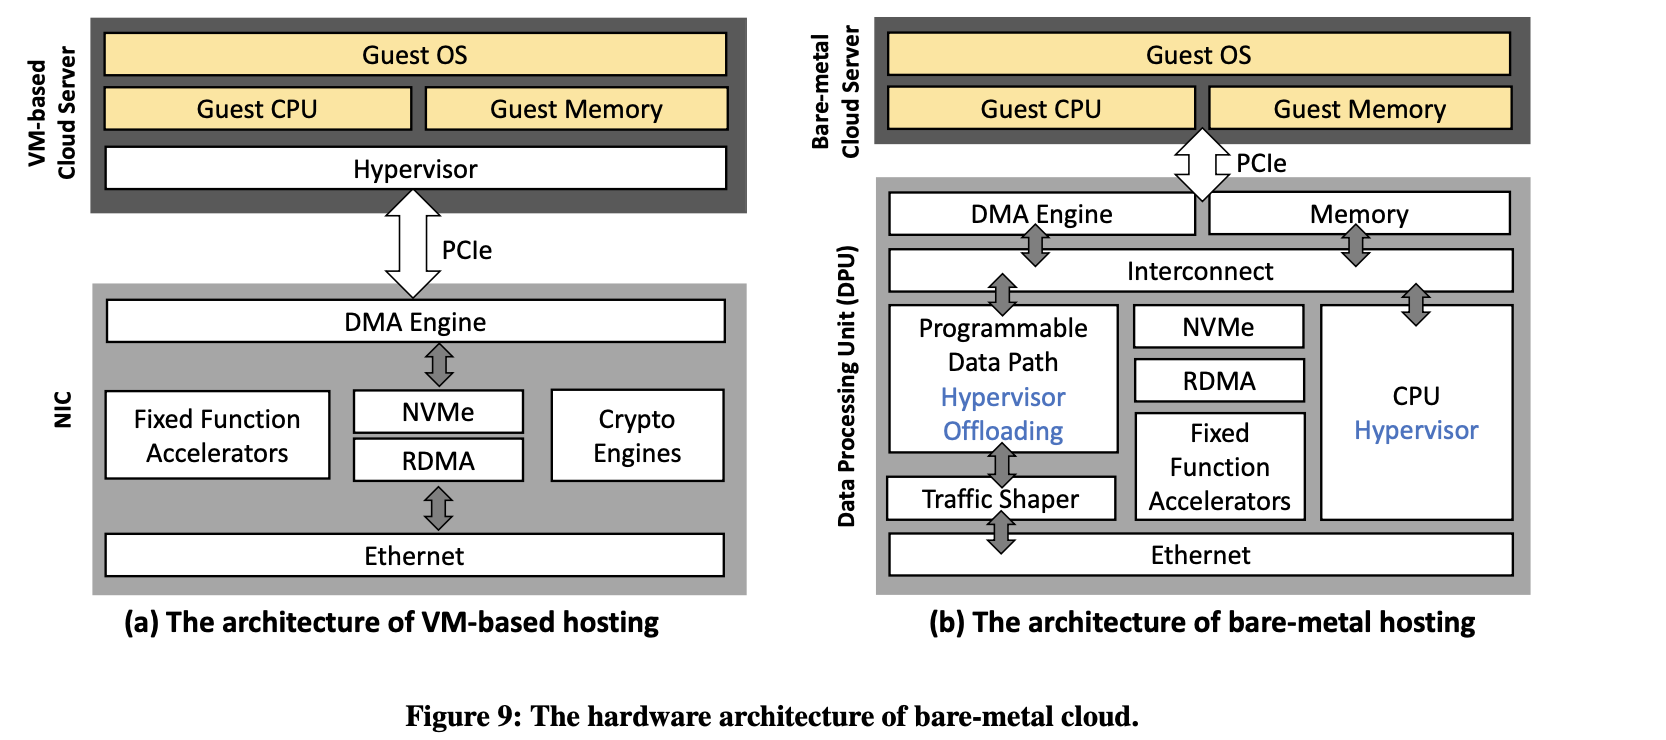 VM-based
Cloud Server
Guest OS
Guest CPU
Guest Memory
Hypervisor
PCIe
NIC
DMA Engine
Fixed Function
Accelerators
NVMe
RDMA
Crypto
Engines
Ethernet
(a) The architecture of VM-based hosting
Bare-metal
Cloud Server
Guest OS
Guest CPU
Guest Memory
PCIe
Data Processing Unit (DPU)
DMA Engine
Memory
Interconnect
Programmable
Data Path
Hypervisor
Offloading
Traffic Shaper
NVMe
RDMA
Fixed
Function
Accelerators
CPU
Hypervisor
Ethernet
(b) The architecture of bare-metal hosting
Figure 9: The hardware architecture of bare-metal cloud.